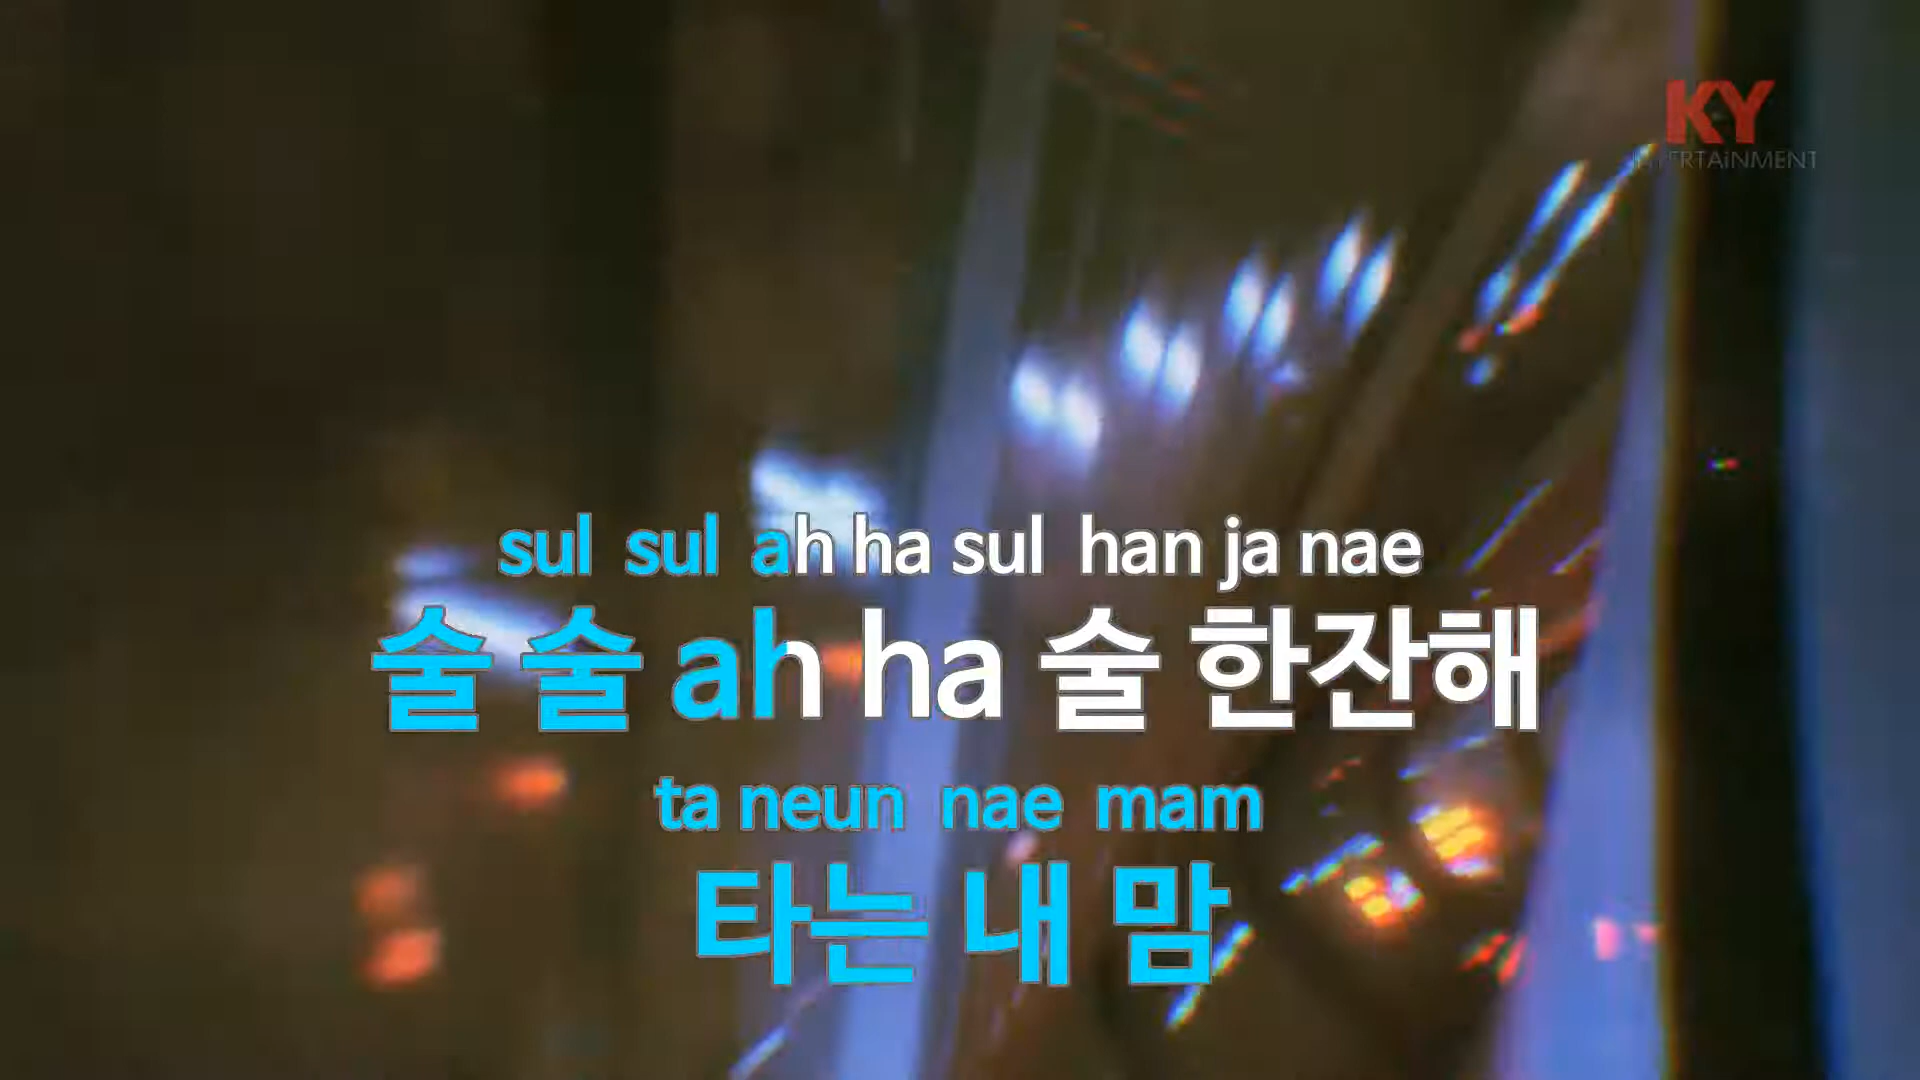 KY
ENTERTAiNMENT
sul sul ah ha sul han ja nae
술 술 ah ha 술 한잔해
ta neun nae mam
타는 내 맘